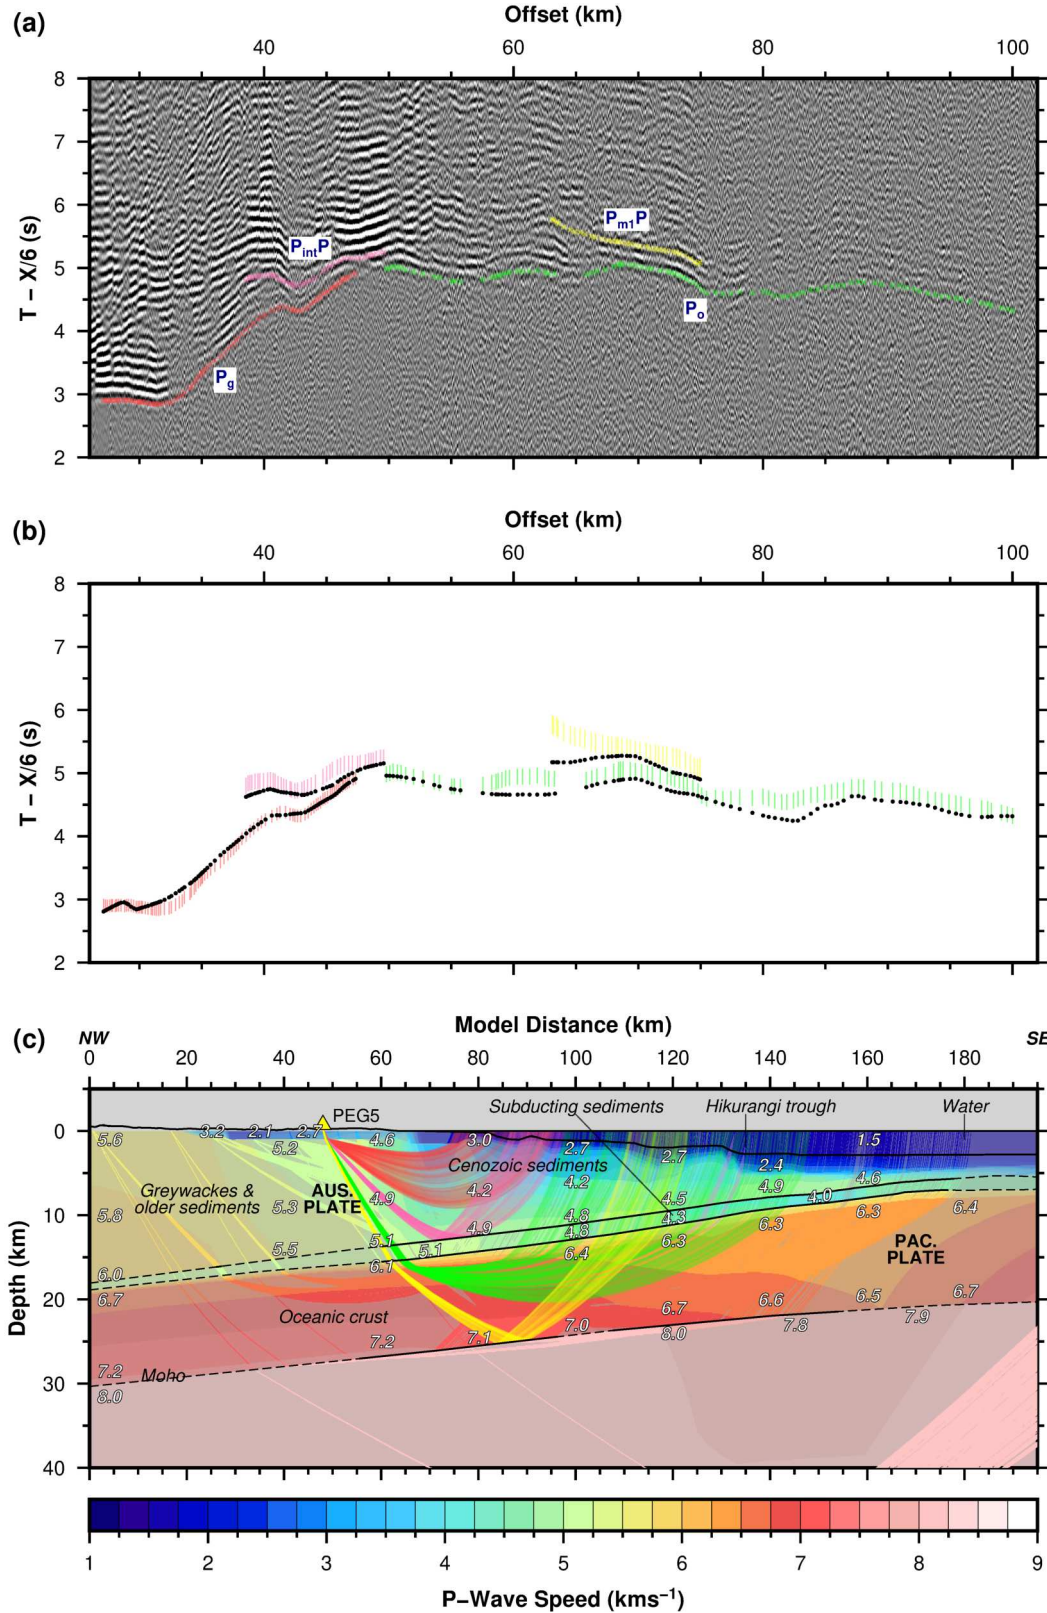 (a)
Offset (km)
40 60 80 100
T − X/6 (s)
8
7
6
5
4
3
2
PintP
Pm1P
Po
Pg
(b)
Offset (km)
40 60 80 100
T − X/6 (s)
8
7
6
5
4
3
2
(c)
Model Distance (km)
NW SE
0 20 40 60 80 100 120 140 160 180
Depth (km)
0
10
20
30
40
PEG5
Subducting sediments
Hikurangi trough
Water
5.6 3.2 2.1 2.7 4.6 3.0 2.7 2.7 2.4 1.5
5.2
Cenozoic sediments
Greywackes &
older sediments
AUS.
PLATE
4.9 4.2 4.2 4.5 4.9 4.6
5.8 5.3 4.9 4.8 4.3 4.0
5.5 5.1 5.1 4.8 6.3 6.3 6.3 6.4
6.0 6.1 6.4
PAC.
PLATE
6.7 6.7 6.6 6.5 6.7
Oceanic crust
7.2 7.1 7.0 8.0 7.8 7.9
7.2
Moho
8.0
1 2 3 4 5 6 7 8 9
P−Wave Speed (kms−1)